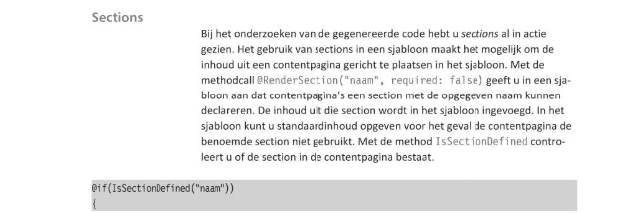 Sections
Bij het onderzoeken van de gegenereerde code hebt u sections al in actie
gezien. Het gebruik van sections in een sjabloon maakt het mogelijk om de
inhoud uit een contentpagina gericht te plaatsen in het sjabloon. Met de
methodcall @RenderSection("naam", required: false) geeft u in een sja-
bloon aan dat contentpagina's een section met de opgegeven naam kunnen
declareren. De inhoud uit die section wordt in het sjabloon ingevoegd. In het
sjabloon kunt u standaardinhoud opgeven voor het geval de contentpagina de
benoemde section niet gebruikt. Met de method IsSectionDefined contro-
leert u of de section in de contentpagina bestaat.
@if(IsSectionDefined("naam"))
{